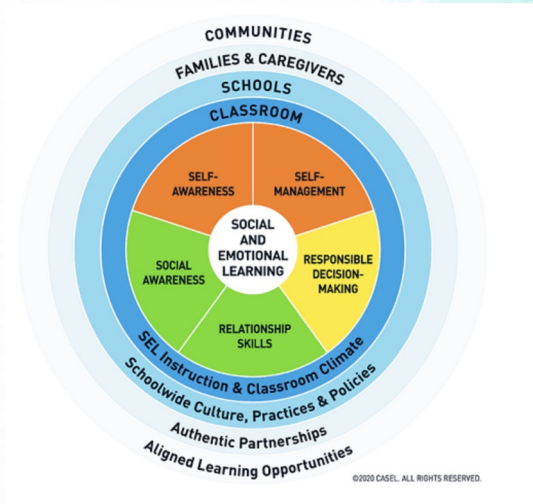 COMMUNITIES
FAMILIES & CAREGIVERS
SCHOOLS
CLASSROOM
SELF-
AWARENESS
SELF-
MANAGEMENT
SOCIAL
AND
EMOTIONAL
LEARNING
SOCIAL
AWARENESS
RESPONSIBLE
DECISION-
MAKING
RELATIONSHIP
SKILLS
SEL Instruction & Classroom Climate
Schoolwide Culture, Practices & Policies
Authentic Partnerships
Aligned Learning Opportunities
©2020 CASEL. ALL RIGHTS RESERVED.